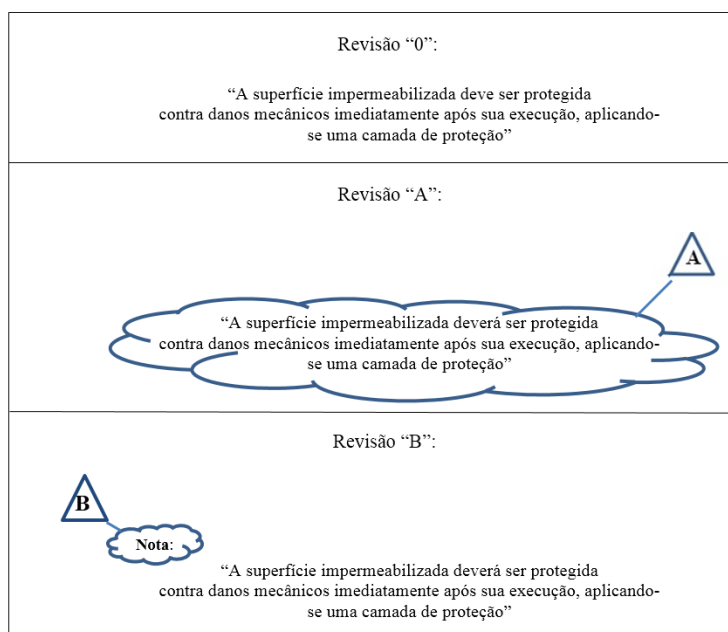 Revisão “0”:
“A superfície impermeabilizada deve ser protegida
contra danos mecânicos imediatamente após sua execução, aplicando-
se uma camada de proteção”
Revisão “A”:
A
“A superfície impermeabilizada deverá ser protegida
contra danos mecânicos imediatamente após sua execução, aplicando-
se uma camada de proteção”
Revisão “B”:
B
Nota:
“A superfície impermeabilizada deverá ser protegida
contra danos mecânicos imediatamente após sua execução, aplicando-
se uma camada de proteção”